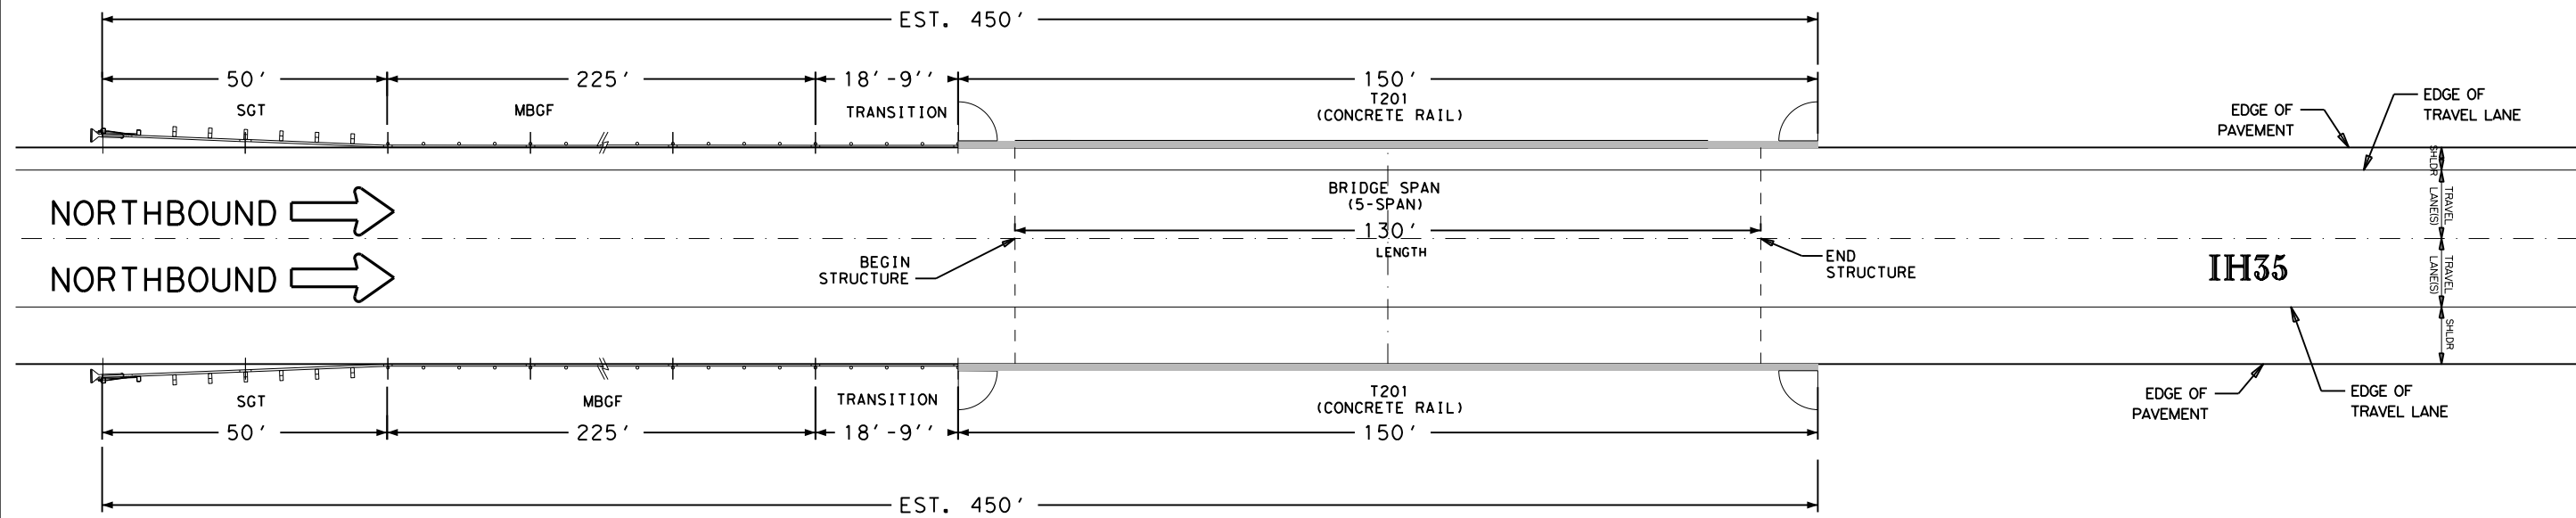 EST. 450'
50'
225'
18'-9''
150'
SGT
MBGF
TRANSITION
T201
(CONCRETE RAIL)
EDGE OF
PAVEMENT
EDGE OF
TRAVEL LANE
SHLDR
NORTHBOUND
BRIDGE SPAN
(5-SPAN)
130'
LENGTH
TRAVEL
LANE(S)
NORTHBOUND
BEGIN
STRUCTURE
END
STRUCTURE
IH35
TRAVEL
LANE(S)
SHLDR
SGT
MBGF
TRANSITION
T201
(CONCRETE RAIL)
EDGE OF
PAVEMENT
EDGE OF
TRAVEL LANE
50'
225'
18'-9''
150'
EST. 450'